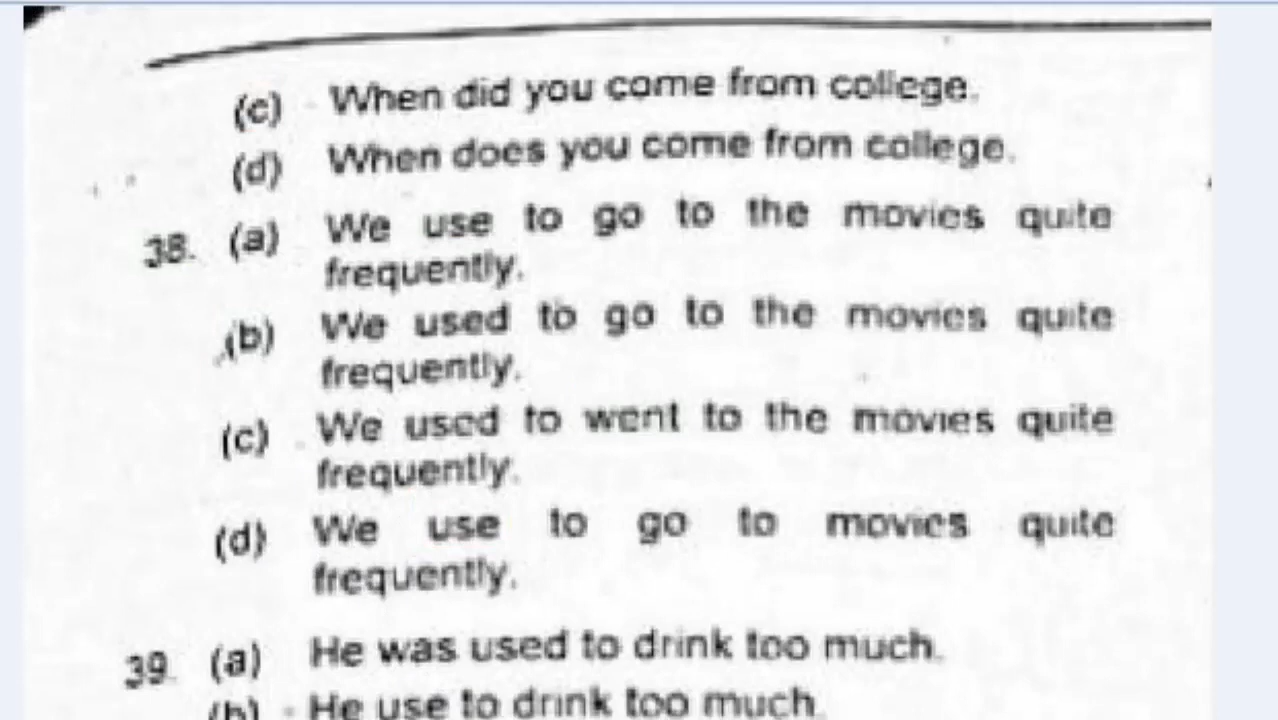 (c) When did you come from college.
(d) When does you come from college.
38. (a) We use to go to the movies quite
frequently.
(b) We used to go to the movies quite
frequently.
(c) We used to went to the movies quite
frequently.
(d) We use to go to movies quite
frequently.
39. (a) He was used to drink too much.
(b) He use to drink too much.